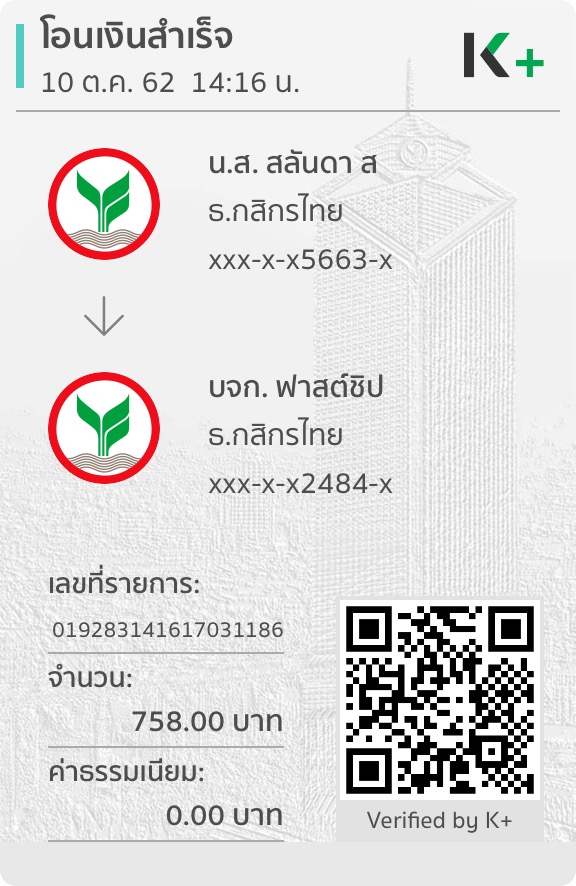 โอนเงินสำเร็จ
10 ต.ค. 62 14:16 น.
K+
น.ส. สลันดา ส
ธ.กสิกรไทย
xxx-x-x5663-x
บจก. ฟาสต์ชิป
ธ.กสิกรไทย
xxx-x-x2484-x
เลขที่รายการ:
019283141617031186
จำนวน:
758.00 บาท
ค่าธรรมเนียม:
0.00 บาท
Verified by K+